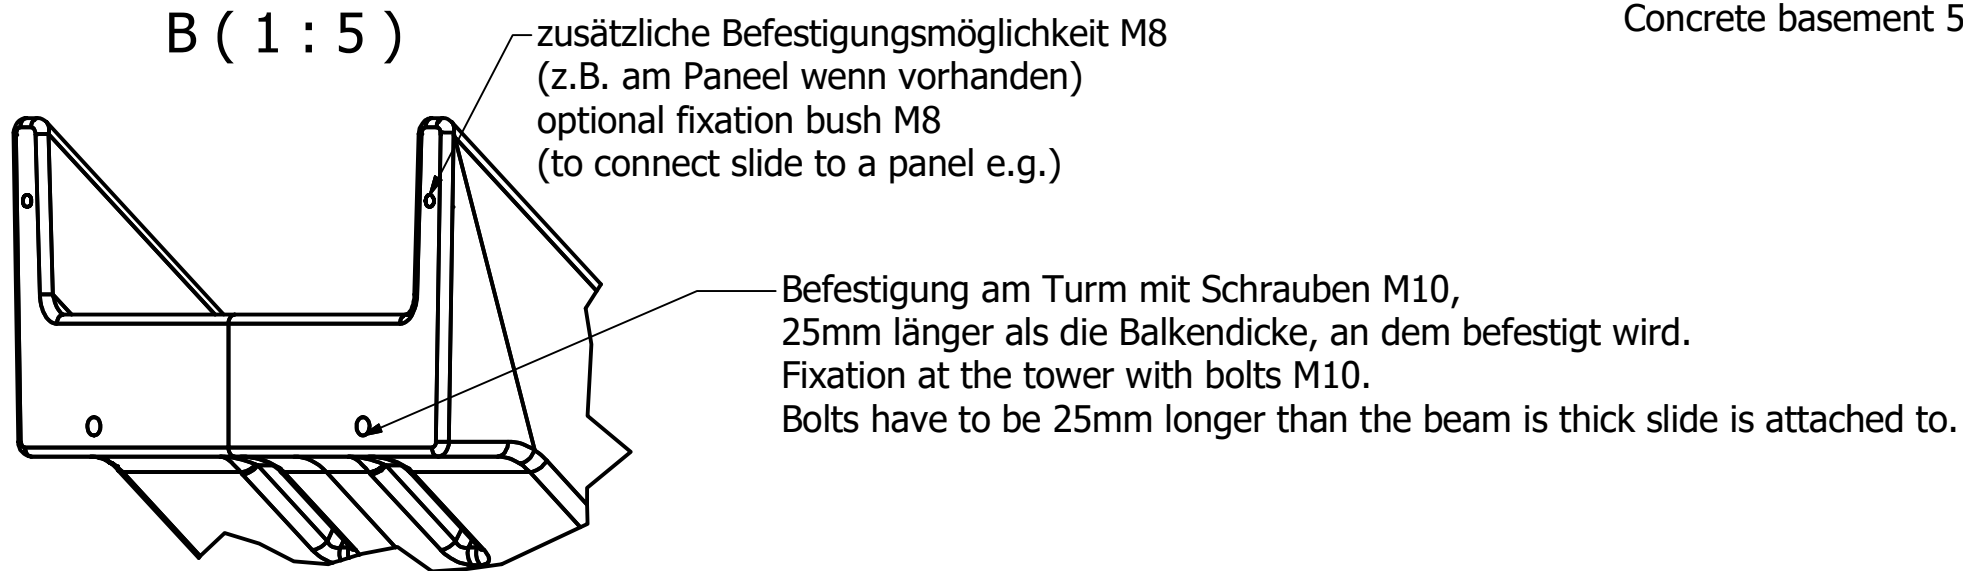 B ( 1 : 5 )
zusätzliche Befestigungsmöglichkeit M8
(z.B. am Paneel wenn vorhanden)
optional fixation bush M8
(to connect slide to a panel e.g.)
Concrete basement 5
Befestigung am Turm mit Schrauben M10,
25mm länger als die Balkendicke, an dem befestigt wird.
Fixation at the tower with bolts M10.
Bolts have to be 25mm longer than the beam is thick slide is attached to.